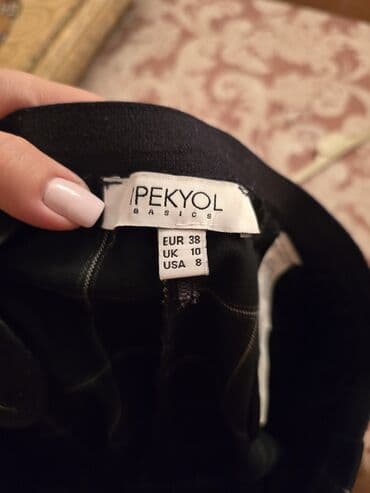 IPEKYOL
BASICS
EUR 38
UK 10
USA 8